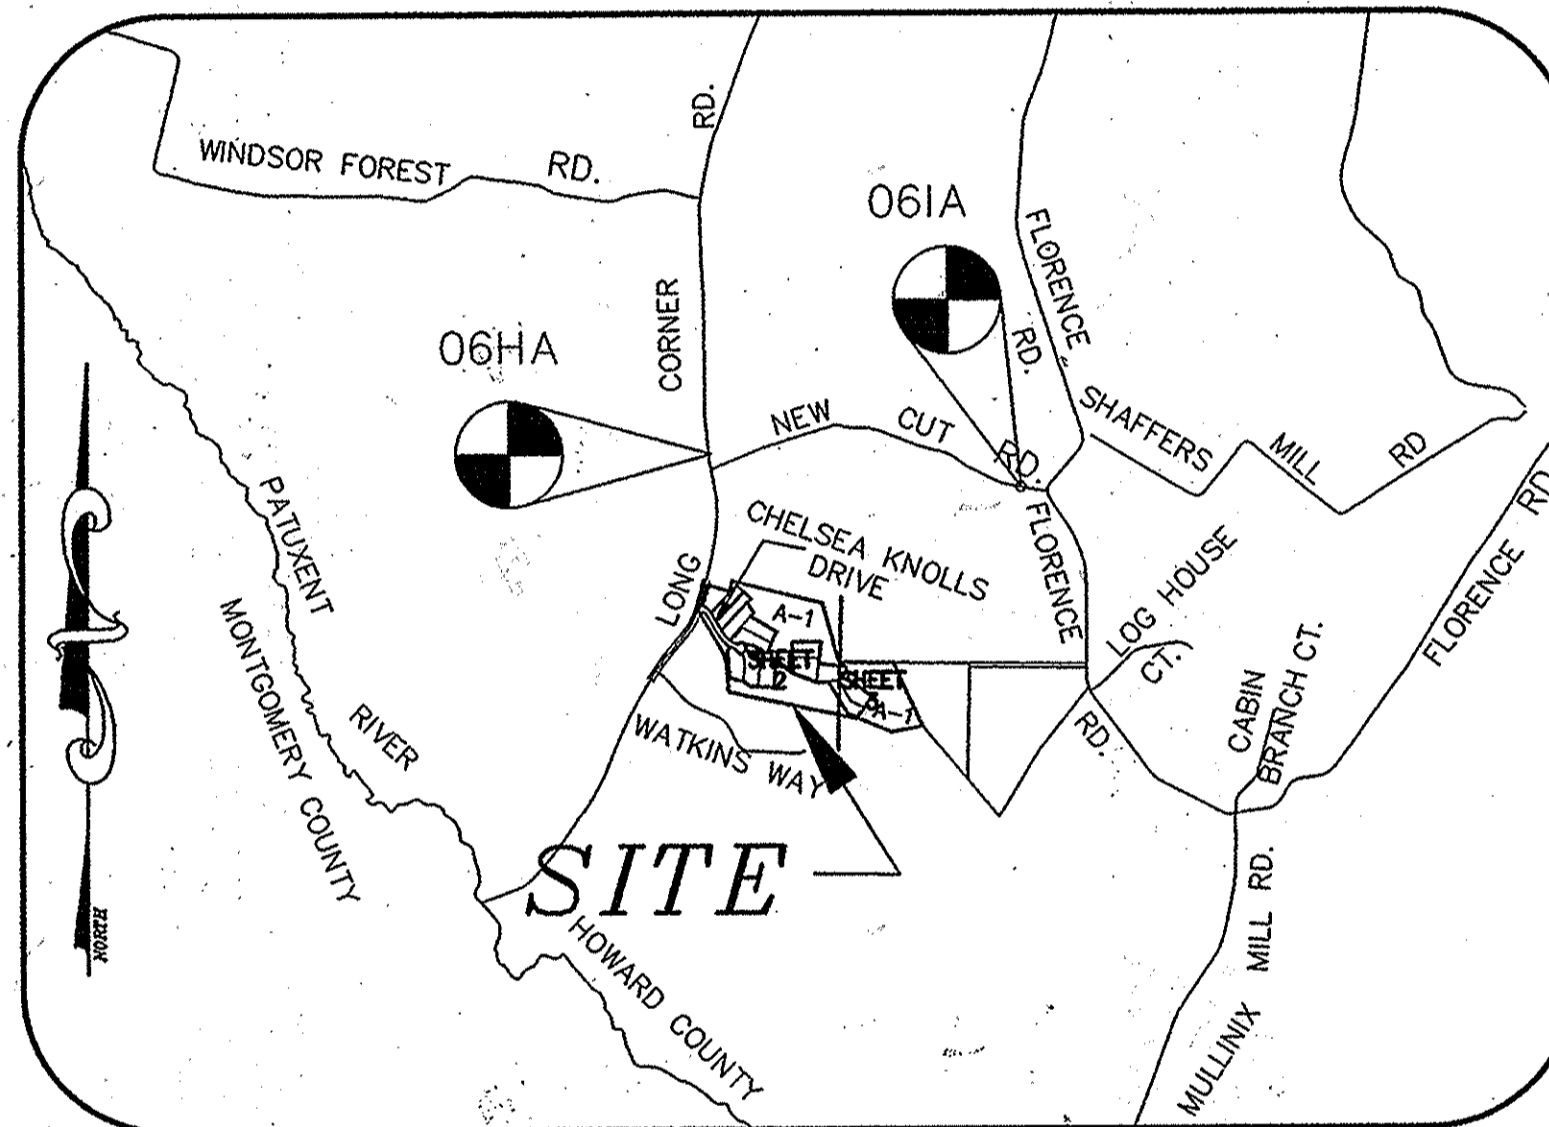 WINDSOR FOREST RD.
RD.
CORNER
LONG
06IA
06HA
FLORENCE
RD.
NEW CUT RD.
SHAFFERS MILL RD
CHELSEA KNOLLS
DRIVE
FLORENCE
RD.
LOG HOUSE
CT.
FLORENCE RD.
CABIN
BRANCH CT.
A-1
SHEET
2
SHEET
A-1
WATKINS WAY
SITE
PATUXENT
RIVER
MONTGOMERY COUNTY
HOWARD COUNTY
MULLINIX MILL RD.
NORTH